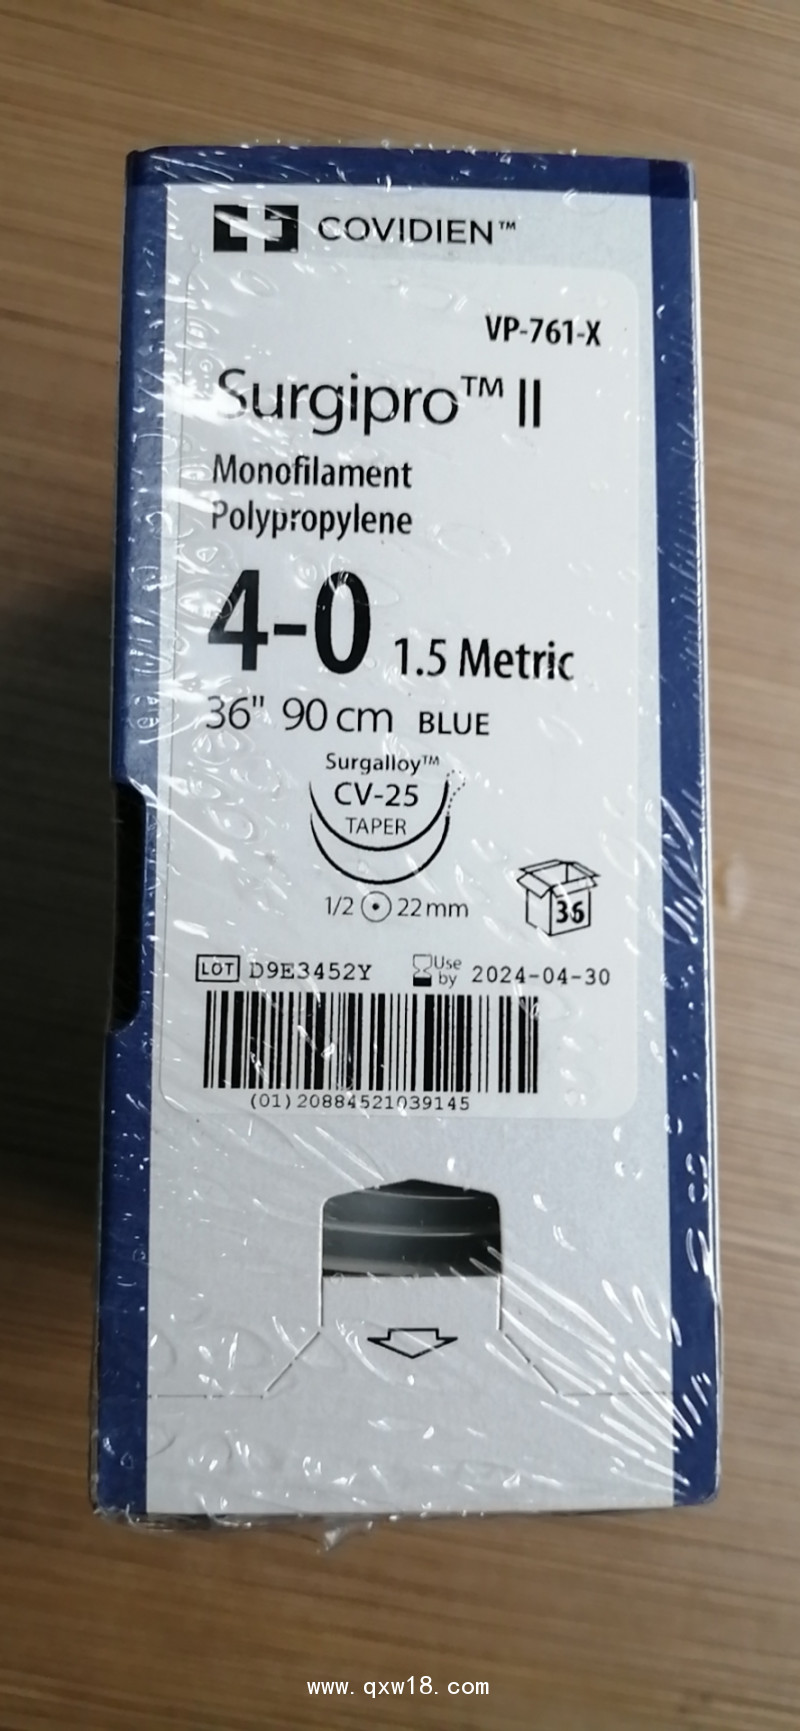 COVIDIEN™
VP-761-X
Surgipro™ II
Monofilament
Polypropylene
4-0 1.5 Metric
36" 90 cm BLUE
Surgalloy™
CV-25
TAPER
1/2 22 mm
36
LOT D9E3452Y Use by 2024-04-30
(01)20884521039145
www.qxw18.com